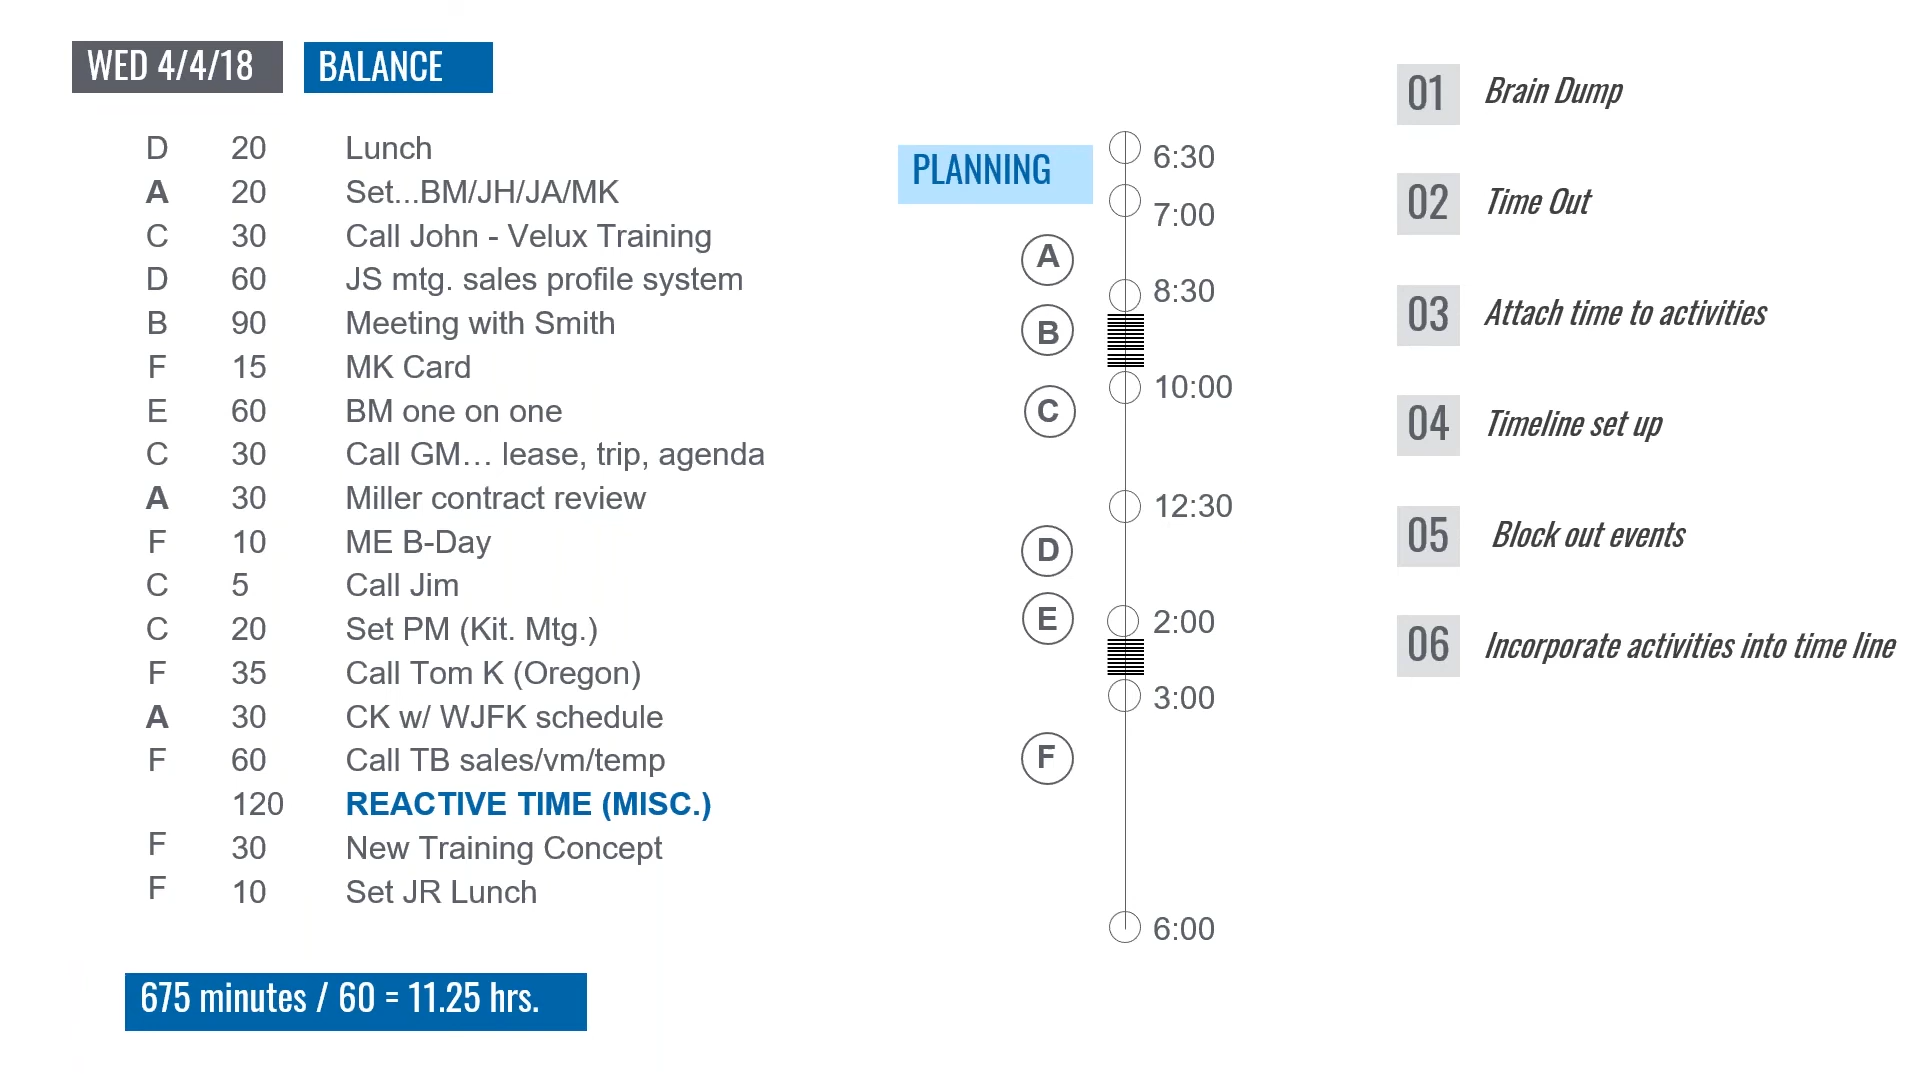 WED 4/4/18 BALANCE
D 20 Lunch
A 20 Set...BM/JH/JA/MK
C 30 Call John - Velux Training
D 60 JS mtg. sales profile system
B 90 Meeting with Smith
F 15 MK Card
E 60 BM one on one
C 30 Call GM… lease, trip, agenda
A 30 Miller contract review
F 10 ME B-Day
C 5 Call Jim
C 20 Set PM (Kit. Mtg.)
F 35 Call Tom K (Oregon)
A 30 CK w/ WJFK schedule
F 60 Call TB sales/vm/temp
120 REACTIVE TIME (MISC.)
F 30 New Training Concept
F 10 Set JR Lunch
675 minutes / 60 = 11.25 hrs.
PLANNING
6:30
7:00
A
8:30
B
10:00
C
12:30
D
E
2:00
3:00
F
6:00
01 Brain Dump
02 Time Out
03 Attach time to activities
04 Timeline set up
05 Block out events
06 Incorporate activities into time line